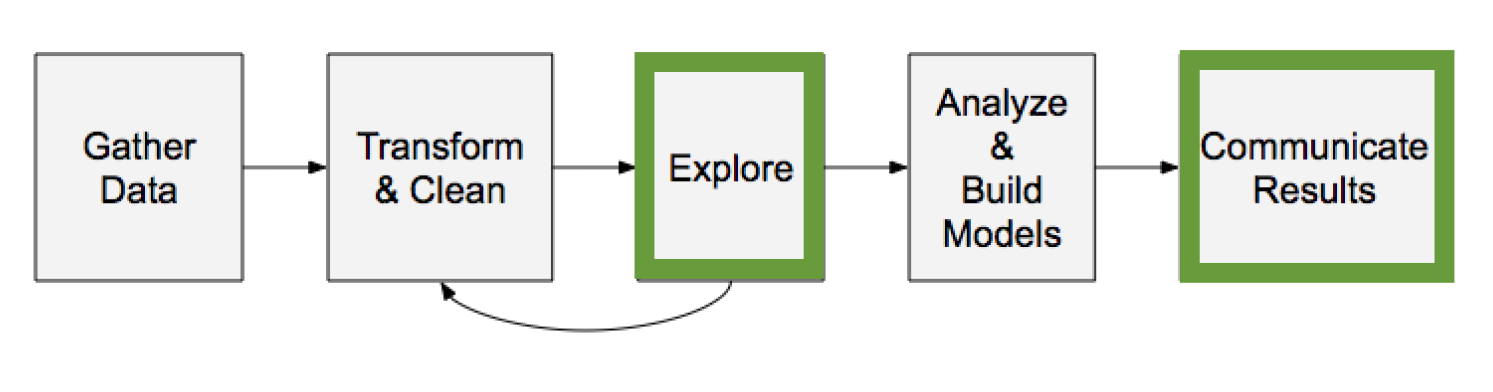 Gather
Data
Transform
& Clean
Explore
Analyze
&
Build
Models
Communicate
Results